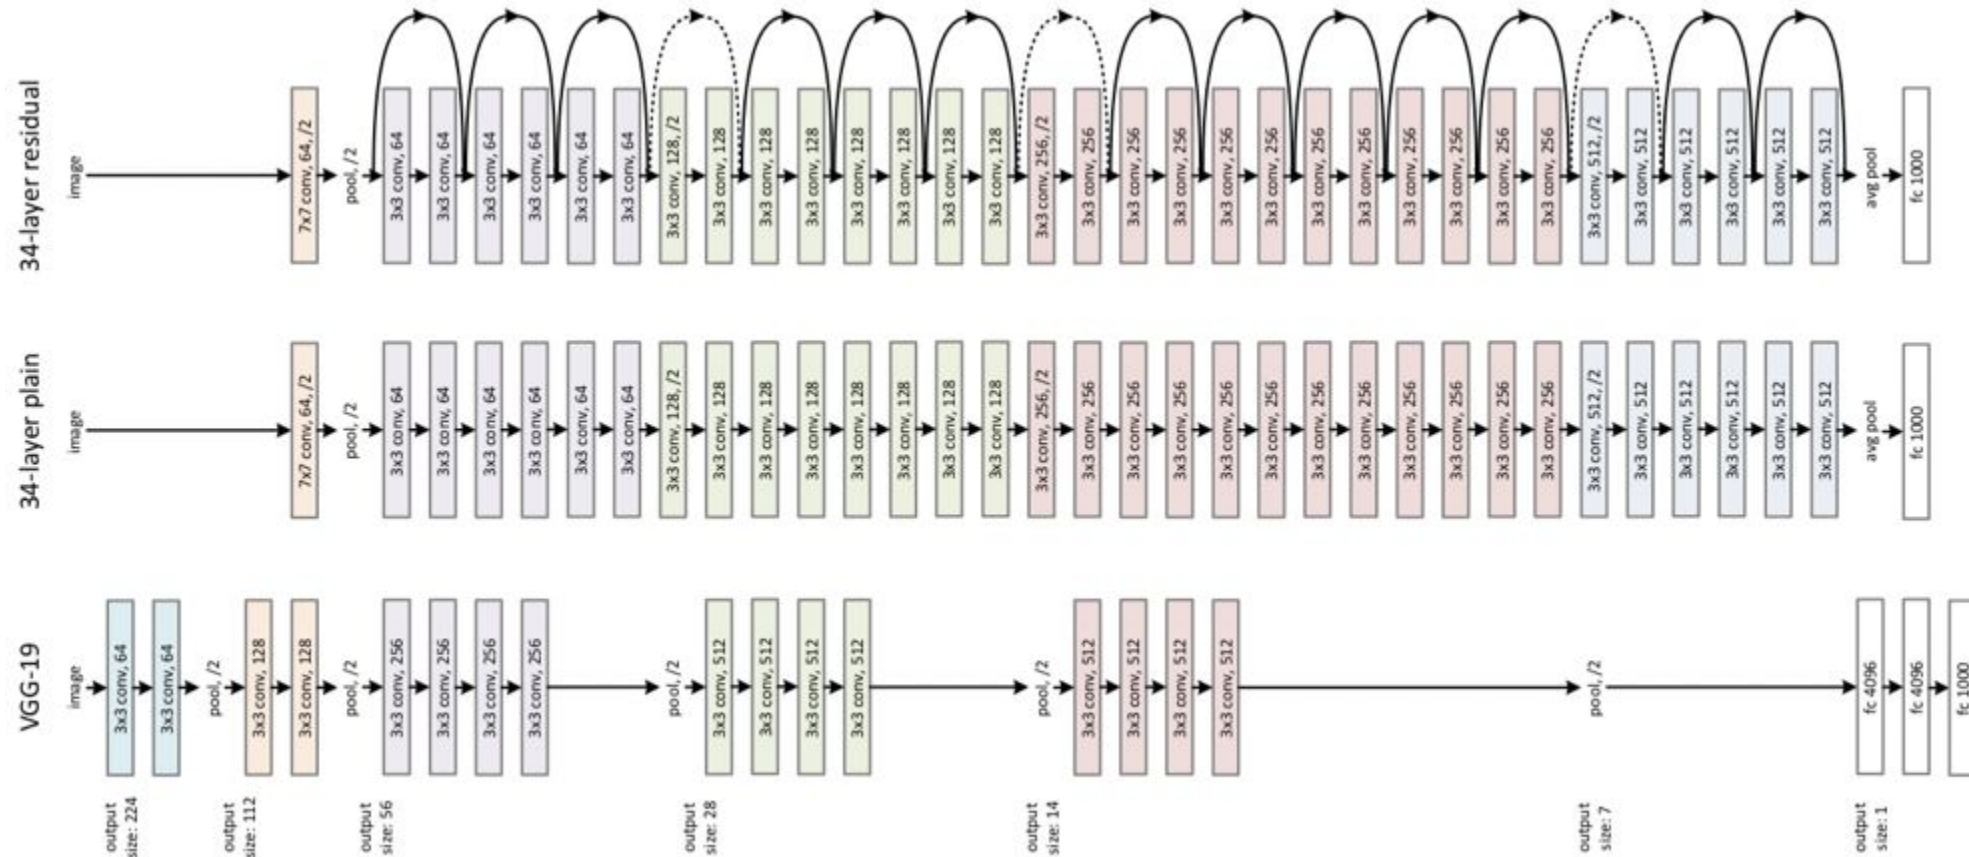 VGG-19
34-layer plain
34-layer residual
output
size: 224
output
size: 112
output
size: 56
output
size: 28
output
size: 14
output
size: 7
output
size: 1
image
3x3 conv, 64
3x3 conv, 64
pool, /2
3x3 conv, 128
3x3 conv, 128
pool, /2
3x3 conv, 256
3x3 conv, 256
3x3 conv, 256
3x3 conv, 256
pool, /2
3x3 conv, 512
3x3 conv, 512
3x3 conv, 512
3x3 conv, 512
pool, /2
3x3 conv, 512
3x3 conv, 512
3x3 conv, 512
3x3 conv, 512
pool, /2
fc 4096
fc 4096
fc 1000
image
7x7 conv, 64, /2
pool, /2
3x3 conv, 64
3x3 conv, 64
3x3 conv, 64
3x3 conv, 64
3x3 conv, 64
3x3 conv, 64
3x3 conv, 128, /2
3x3 conv, 128
3x3 conv, 128
3x3 conv, 128
3x3 conv, 128
3x3 conv, 128
3x3 conv, 128
3x3 conv, 128
3x3 conv, 256, /2
3x3 conv, 256
3x3 conv, 256
3x3 conv, 256
3x3 conv, 256
3x3 conv, 256
3x3 conv, 256
3x3 conv, 256
3x3 conv, 256
3x3 conv, 256
3x3 conv, 256
3x3 conv, 256
3x3 conv, 512, /2
3x3 conv, 512
3x3 conv, 512
3x3 conv, 512
3x3 conv, 512
3x3 conv, 512
avg pool
fc 1000
image
7x7 conv, 64, /2
pool, /2
3x3 conv, 64
3x3 conv, 64
3x3 conv, 64
3x3 conv, 64
3x3 conv, 64
3x3 conv, 64
3x3 conv, 128, /2
3x3 conv, 128
3x3 conv, 128
3x3 conv, 128
3x3 conv, 128
3x3 conv, 128
3x3 conv, 128
3x3 conv, 128
3x3 conv, 256, /2
3x3 conv, 256
3x3 conv, 256
3x3 conv, 256
3x3 conv, 256
3x3 conv, 256
3x3 conv, 256
3x3 conv, 256
3x3 conv, 256
3x3 conv, 256
3x3 conv, 256
3x3 conv, 256
3x3 conv, 512, /2
3x3 conv, 512
3x3 conv, 512
3x3 conv, 512
3x3 conv, 512
3x3 conv, 512
avg pool
fc 1000